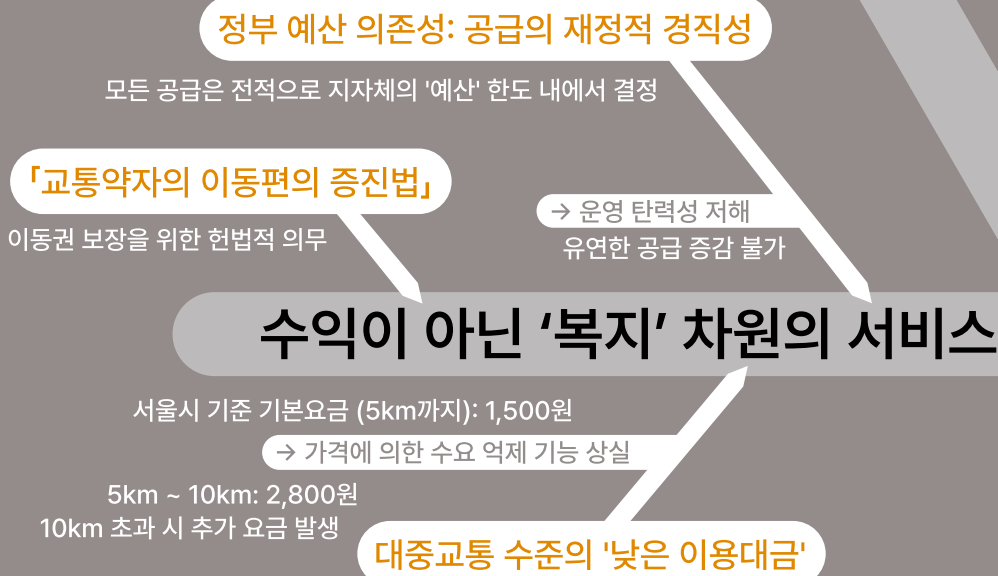 정부 예산 의존성: 공급의 재정적 경직성
모든 공급은 전적으로 지자체의 '예산' 한도 내에서 결정
「교통약자의 이동편의 증진법」
이동권 보장을 위한 헌법적 의무
→ 운영 탄력성 저해
유연한 공급 증감 불가
수익이 아닌 ‘복지’ 차원의 서비스
서울시 기준 기본요금 (5km까지): 1,500원
→ 가격에 의한 수요 억제 기능 상실
5km ~ 10km: 2,800원
10km 초과 시 추가 요금 발생
대중교통 수준의 '낮은 이용대금'